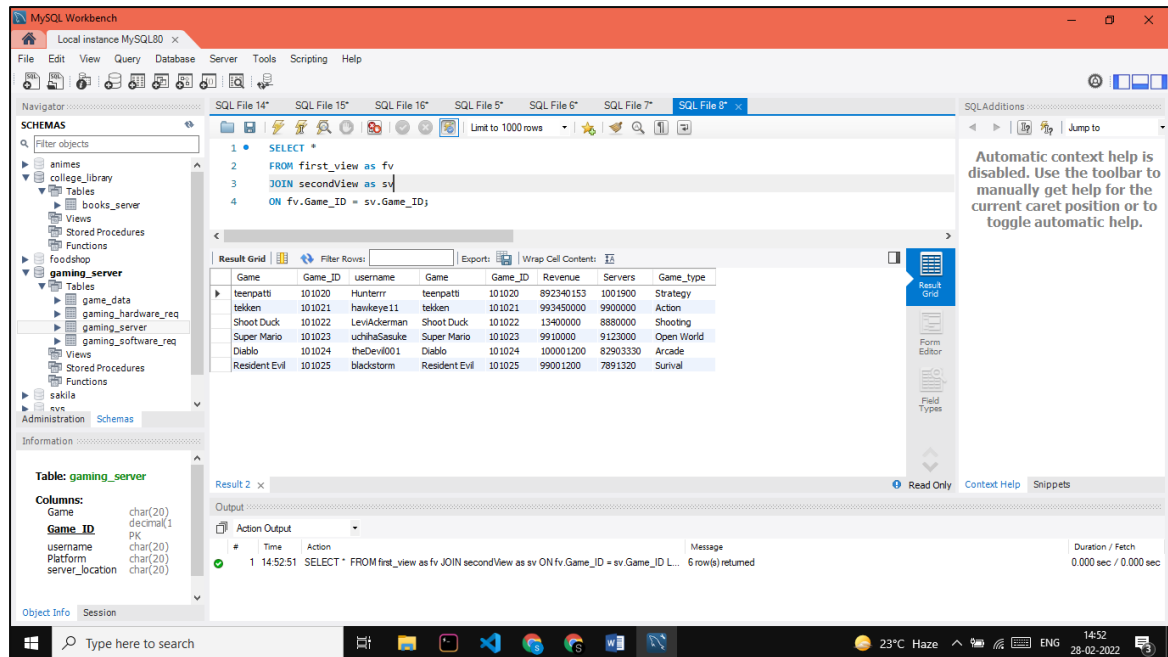 MySQL Workbench
Local instance MySQL80
File Edit View Query Database Server Tools Scripting Help
Navigator
SCHEMAS
Filter objects
animes
college_library
Tables
books_server
Views
Stored Procedures
Functions
foodshop
gaming_server
Tables
game_data
gaming_hardware_req
gaming_server
gaming_software_req
Views
Stored Procedures
Functions
sakila
sys
Administration Schemas
Information
Table: gaming_server
Columns:
Game char(20)
Game_ID decimal(1
PK
username char(20)
Platform char(20)
server_location char(20)
Object Info Session
SQL File 14* SQL File 15* SQL File 16* SQL File 5* SQL File 6* SQL File 7* SQL File 8*
Limit to 1000 rows
1 SELECT *
2 FROM first_view as fv
3 JOIN secondView as sv
4 ON fv.Game_ID = sv.Game_ID;
Result Grid Filter Rows: Export: Wrap Cell Content:
Game Game_ID username Game Game_ID Revenue Servers Game_type
teenpatti 101020 Hunterrr teenpatti 101020 892340153 1001900 Strategy
tekken 101021 hawkeye11 tekken 101021 993450000 9900000 Action
Shoot Duck 101022 LeviAckerman Shoot Duck 101022 13400000 8880000 Shooting
Super Mario 101023 uchihaSasuke Super Mario 101023 9910000 9123000 Open World
Diablo 101024 theDevil001 Diablo 101024 100001200 82903330 Arcade
Resident Evil 101025 blackstorm Resident Evil 101025 99001200 7891320 Surival
Result Grid
Form Editor
Field Types
Result 2
Read Only
Output
Action Output
# Time Action Message Duration / Fetch
1 14:52:51 SELECT * FROM first_view as fv JOIN secondView as sv ON fv.Game_ID = sv.Game_ID L... 6 row(s) returned 0.000 sec / 0.000 sec
SQLAdditions
Jump to
Automatic context help is
disabled. Use the toolbar to
manually get help for the
current caret position or to
toggle automatic help.
Context Help Snippets
Type here to search
23°C Haze ENG 14:52
28-02-2022